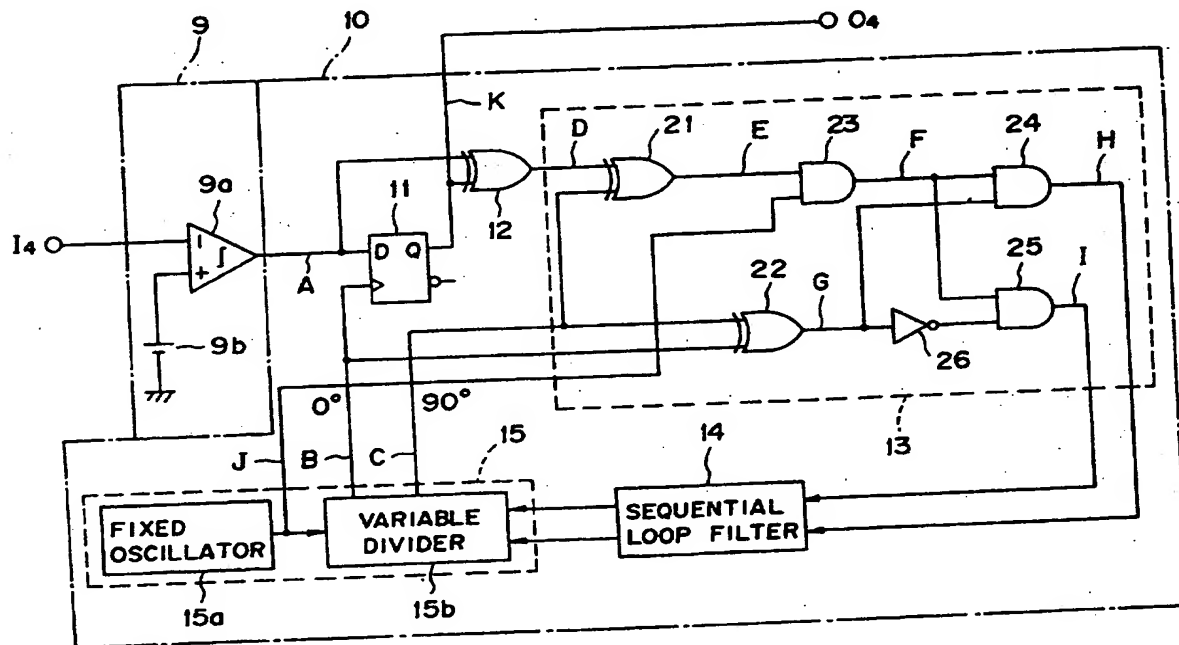 9
10
O4
K
D
21
E
23
F
24
H
9a
11
12
I4
I
+
D Q
A
22
G
25
I
9b
26
0°
90°
J
B
C
15
14
13
FIXED
OSCILLATOR
VARIABLE
DIVIDER
SEQUENTIAL
LOOP FILTER
15a
15b